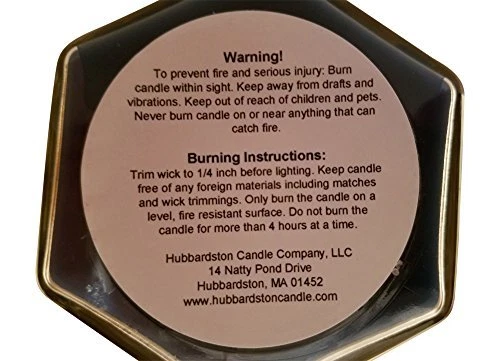 Warning!
To prevent fire and serious injury: Burn
candle within sight. Keep away from drafts and
vibrations. Keep out of reach of children and pets.
Never burn candle on or near anything that can
catch fire.
Burning Instructions:
Trim wick to 1/4 inch before lighting. Keep candle
free of any foreign materials including matches
and wick trimmings. Only burn the candle on a
level, fire resistant surface. Do not burn the
candle for more than 4 hours at a time.
Hubbardston Candle Company, LLC
14 Natty Pond Drive
Hubbardston, MA 01452
www.hubbardstoncandle.com